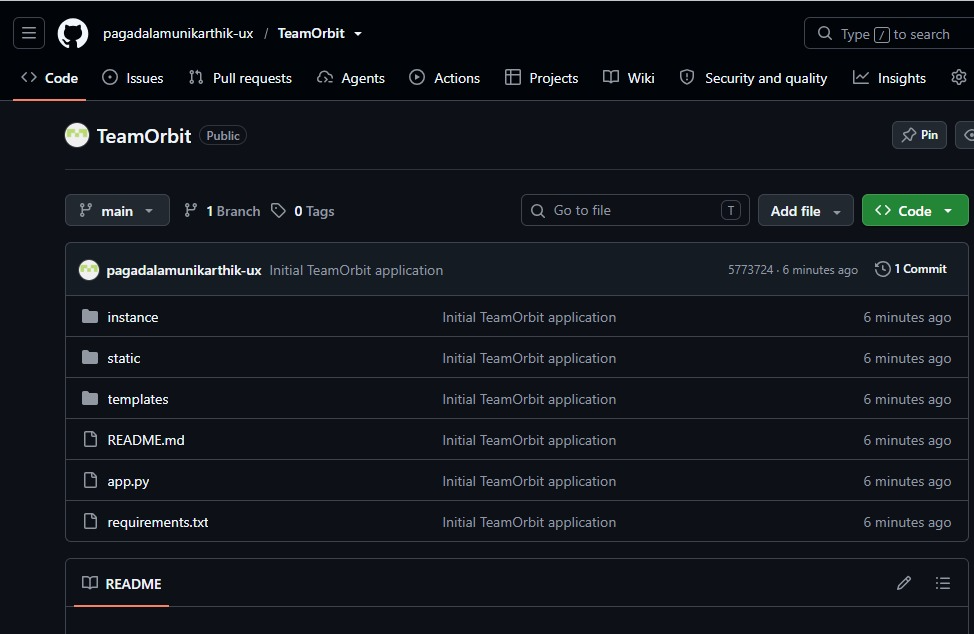 pagadalamunikarthik-ux / TeamOrbit
Type / to search
Code Issues Pull requests Agents Actions Projects Wiki Security and quality Insights
TeamOrbit Public
Pin
main 1 Branch 0 Tags
Go to file T
Add file
Code
pagadalamunikarthik-ux Initial TeamOrbit application 5773724 · 6 minutes ago 1 Commit
instance Initial TeamOrbit application 6 minutes ago
static Initial TeamOrbit application 6 minutes ago
templates Initial TeamOrbit application 6 minutes ago
README.md Initial TeamOrbit application 6 minutes ago
app.py Initial TeamOrbit application 6 minutes ago
requirements.txt Initial TeamOrbit application 6 minutes ago
README